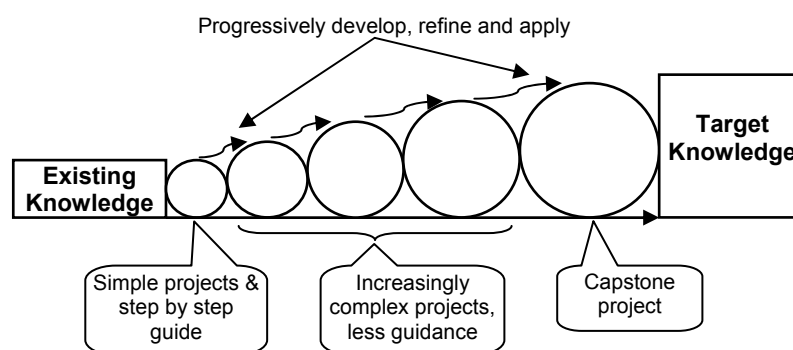 Progressively develop, refine and apply
Existing
Knowledge
Target
Knowledge
Simple projects &
step by step
guide
Increasingly
complex projects,
less guidance
Capstone
project